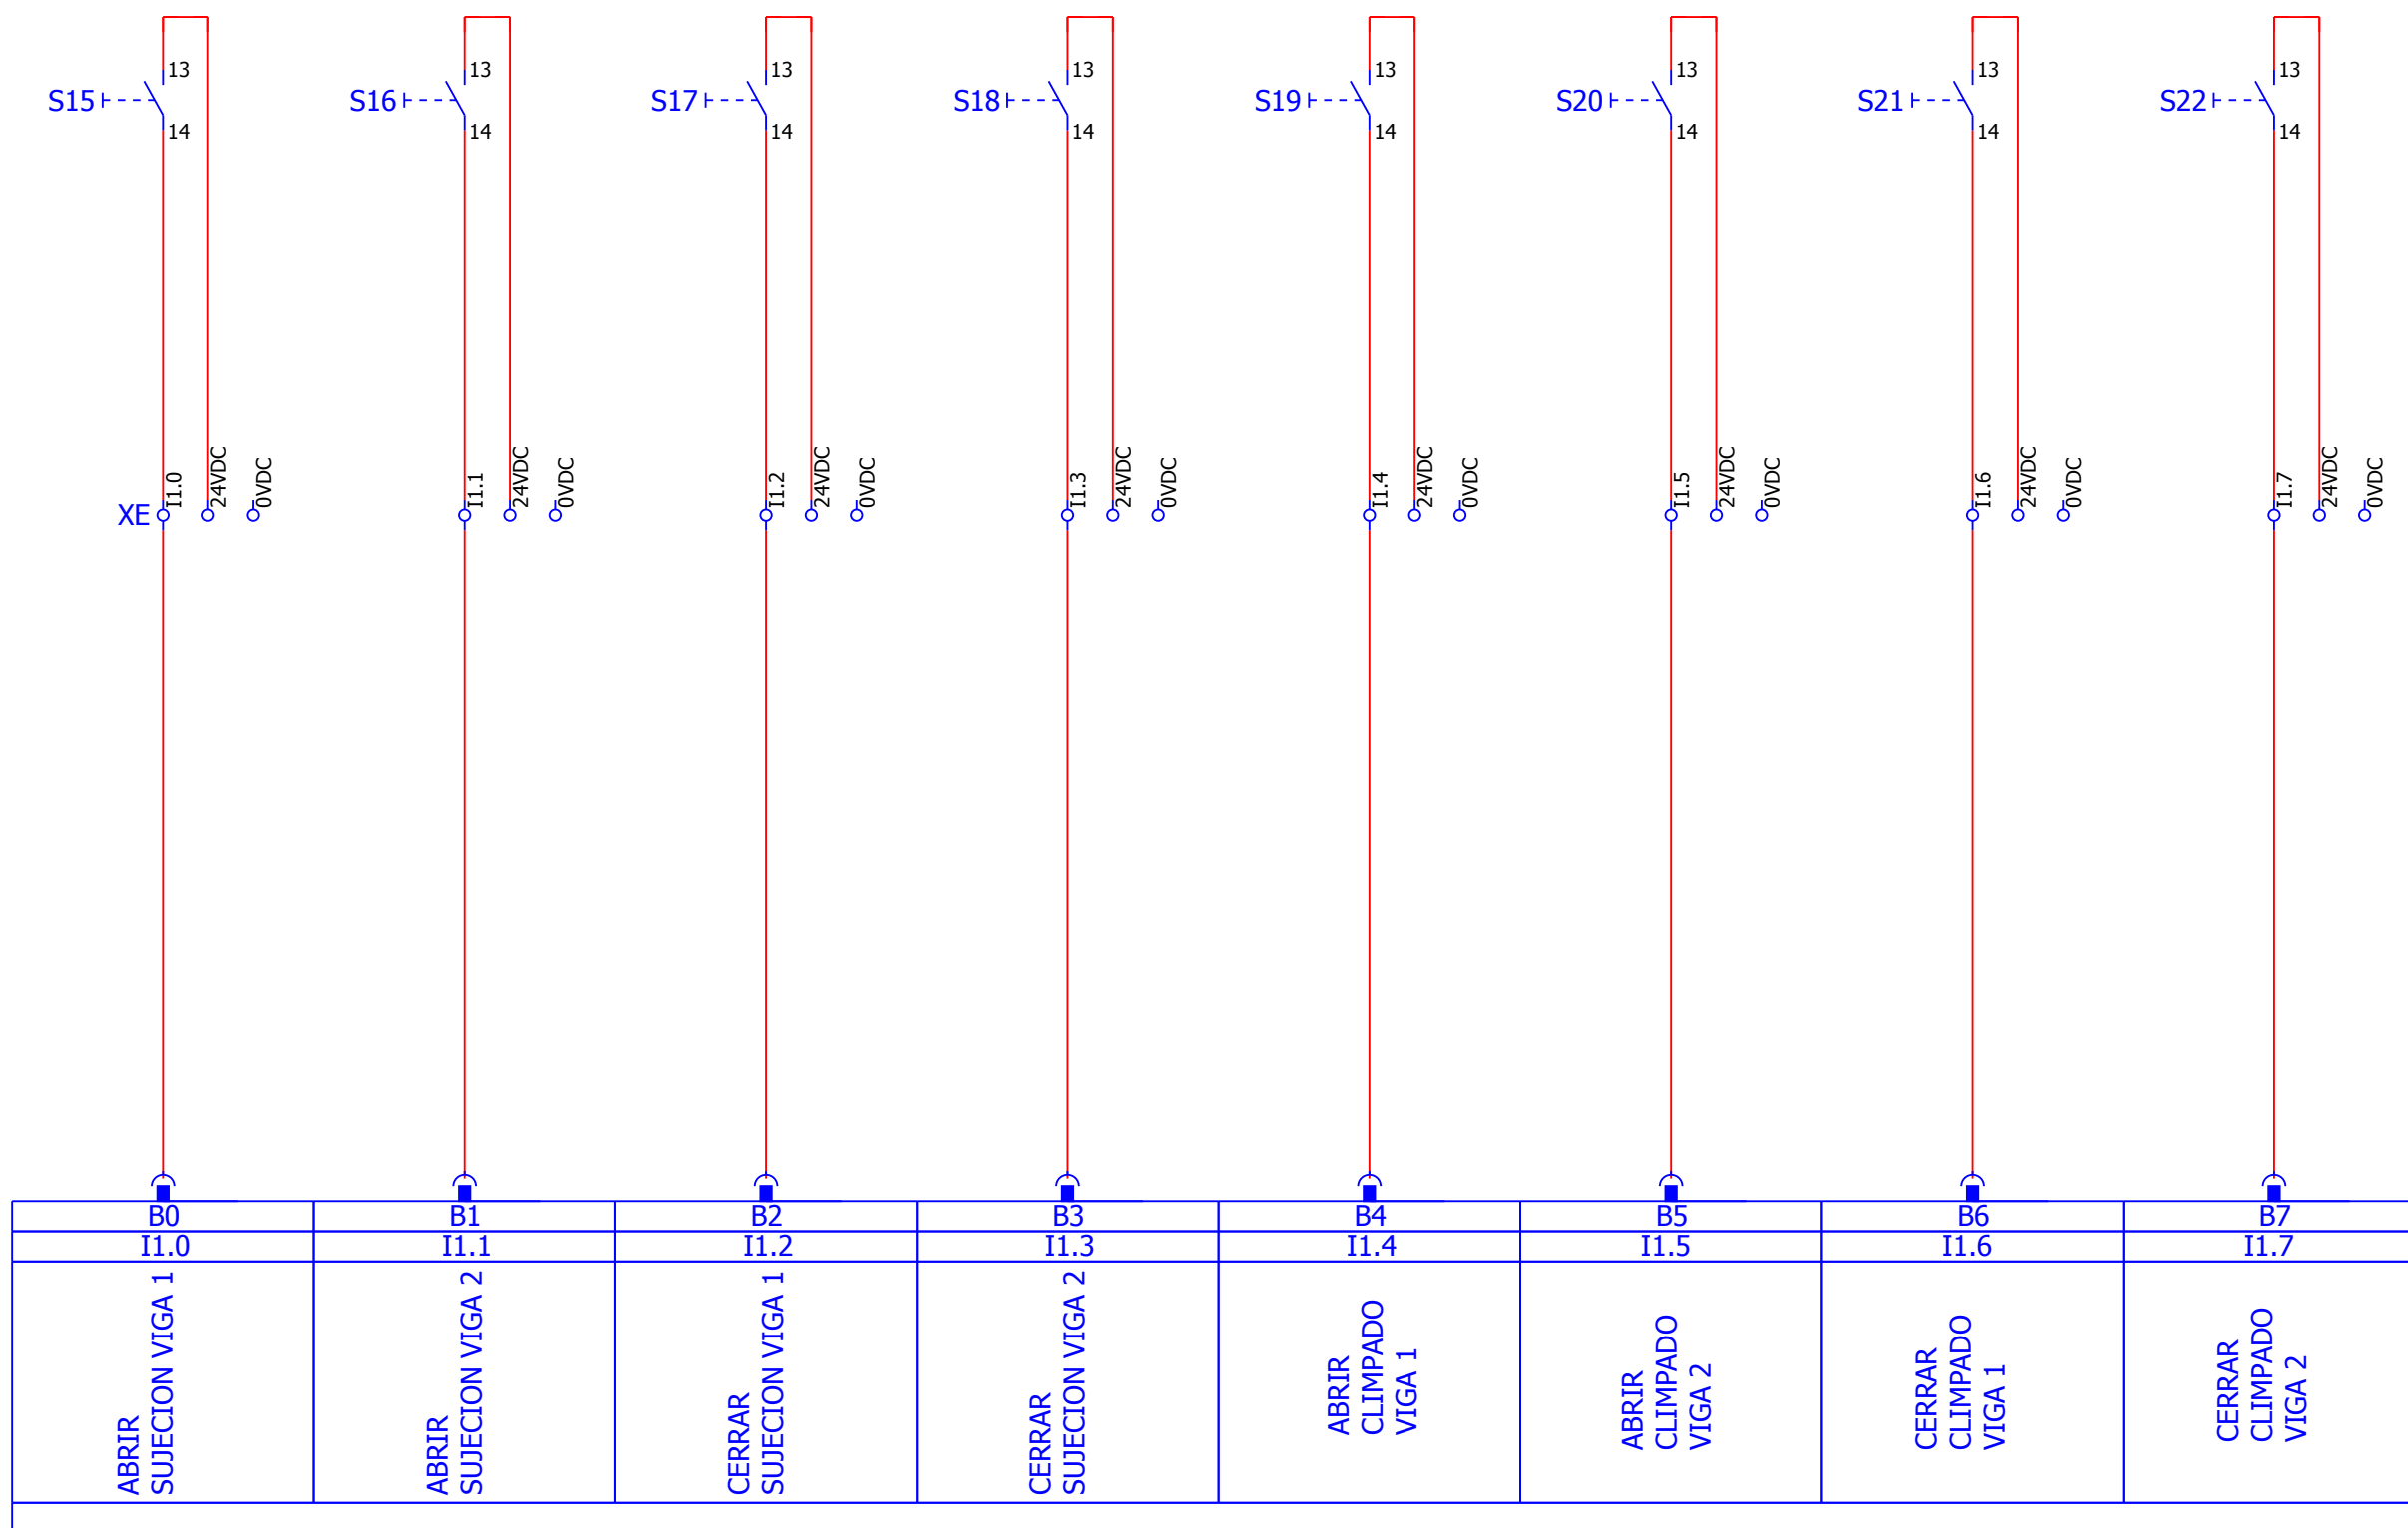 13 13 13 13 13 13 13 13
S15 S16 S17 S18 S19 S20 S21 S22
14 14 14 14 14 14 14 14
XE I1.0 24VDC 0VDC I1.1 24VDC 0VDC I1.2 24VDC 0VDC I1.3 24VDC 0VDC I1.4 24VDC 0VDC I1.5 24VDC 0VDC I1.6 24VDC 0VDC I1.7 24VDC 0VDC
B0 B1 B2 B3 B4 B5 B6 B7
I1.0 I1.1 I1.2 I1.3 I1.4 I1.5 I1.6 I1.7
ABRIR
SUJECION VIGA 1
ABRIR
SUJECION VIGA 2
CERRAR
SUJECION VIGA 1
CERRAR
SUJECION VIGA 2
ABRIR
CLIMPADO
VIGA 1
ABRIR
CLIMPADO
VIGA 2
CERRAR
CLIMPADO
VIGA 1
CERRAR
CLIMPADO
VIGA 2